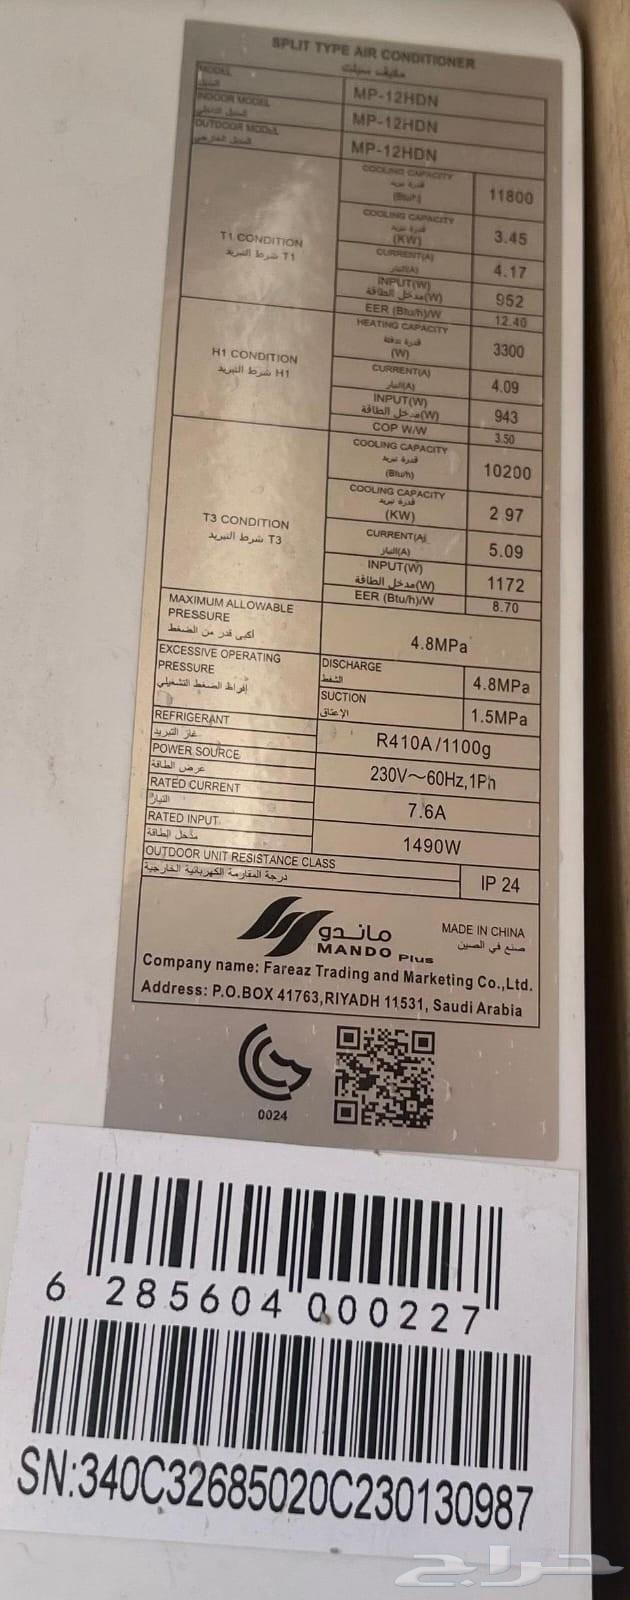 SPLIT TYPE AIR CONDITIONER
مكيف سبليت
MODEL
الموديل
MP-12HDN
INDOOR MODEL
MP-12HDN
OUTDOOR MODEL
MP-12HDN
T1 CONDITION
T1 شرط التبريد
COOLING CAPACITY
قدرة تبريد
(Btu/h)
11800
COOLING CAPACITY
قدرة تبريد
(KW)
3.45
CURRENT(A)
التيار(A)
4.17
INPUT(W)
مدخل الطاقة(W)
952
EER (Btu/h)/W
12.40
H1 CONDITION
H1 شرط التبريد
HEATING CAPACITY
قدرة تدفئة
(W)
3300
CURRENT(A)
التيار(A)
4.09
INPUT(W)
مدخل الطاقة(W)
943
COP W/W
3.50
T3 CONDITION
T3 شرط التبريد
COOLING CAPACITY
قدرة تبريد
(Btu/h)
10200
COOLING CAPACITY
قدرة تبريد
(KW)
2.97
CURRENT(A)
التيار(A)
5.09
INPUT(W)
مدخل الطاقة(W)
1172
EER (Btu/h)/W
8.70
MAXIMUM ALLOWABLE
PRESSURE
أكبى قدر من الضغط
4.8MPa
EXCESSIVE OPERATING
PRESSURE
إفراط الضغط التشغيلي
DISCHARGE
الشفط
4.8MPa
SUCTION
الإعتاق
1.5MPa
REFRIGERANT
غاز التبريد
R410A/1100g
POWER SOURCE
عرض الطاقة
230V～60Hz,1Ph
RATED CURRENT
التيار
7.6A
RATED INPUT
مدخل الطاقة
1490W
OUTDOOR UNIT RESISTANCE CLASS
درجة المقارمة الكهربائية الخارجية
IP 24
ماندو
MANDO Plus
MADE IN CHINA
صنع في الصين
Company name: Fareaz Trading and Marketing Co.,Ltd.
Address: P.O.BOX 41763,RIYADH 11531, Saudi Arabia
0024
6 285604 000227
SN:340C32685020C230130987
حراج